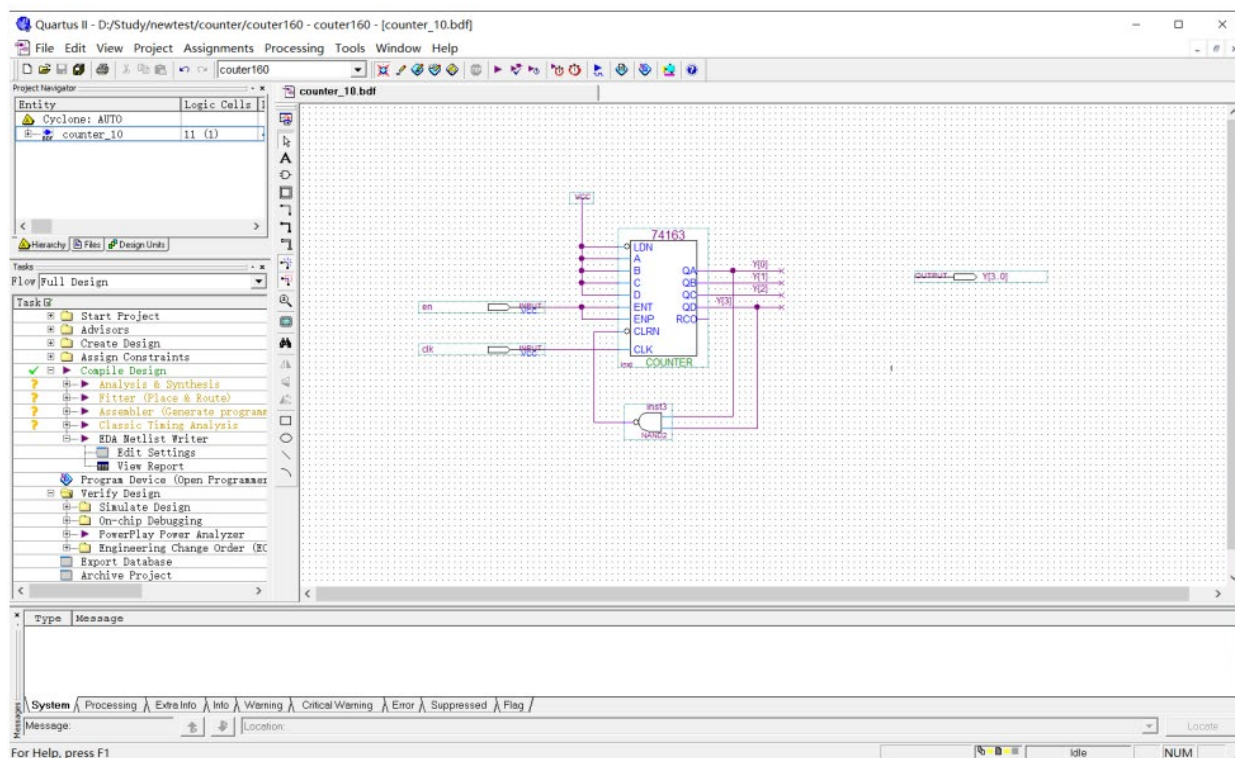 Quartus II - D:/Study/newtest/counter/couter160 - couter160 - [counter_10.bdf]
File Edit View Project Assignments Processing Tools Window Help
couter160
Project Navigator
Entity Logic Cells
Cyclone: AUTO
counter_10 11 (1)
Hierarchy Files Design Units
Tasks
Flow: Full Design
Task
Start Project
Advisors
Create Design
Assign Constraints
Compile Design
Analysis & Synthesis
Fitter (Place & Route)
Assembler (Generate programm
Classic Timing Analysis
EDA Netlist Writer
Edit Settings
View Report
Program Device (Open Programmer
Verify Design
Simulate Design
On-chip Debugging
PowerPlay Power Analyzer
Engineering Change Order (EC
Export Database
Archive Project
counter_10.bdf
VCC
74163
LDN
A
B QA Y[0]
C QB Y[1]
D QC Y[2]
en INPUT VCC ENT QD Y[3]
ENP RCO
CLRN
clk INPUT VCC CLK
COUNTER
inst3
NAND2
OUTPUT Y[3..0]
Type Message
System Processing Extra Info Info Warning Critical Warning Error Suppressed Flag
Messages
Message: Location: Locate
For Help, press F1 Idle NUM